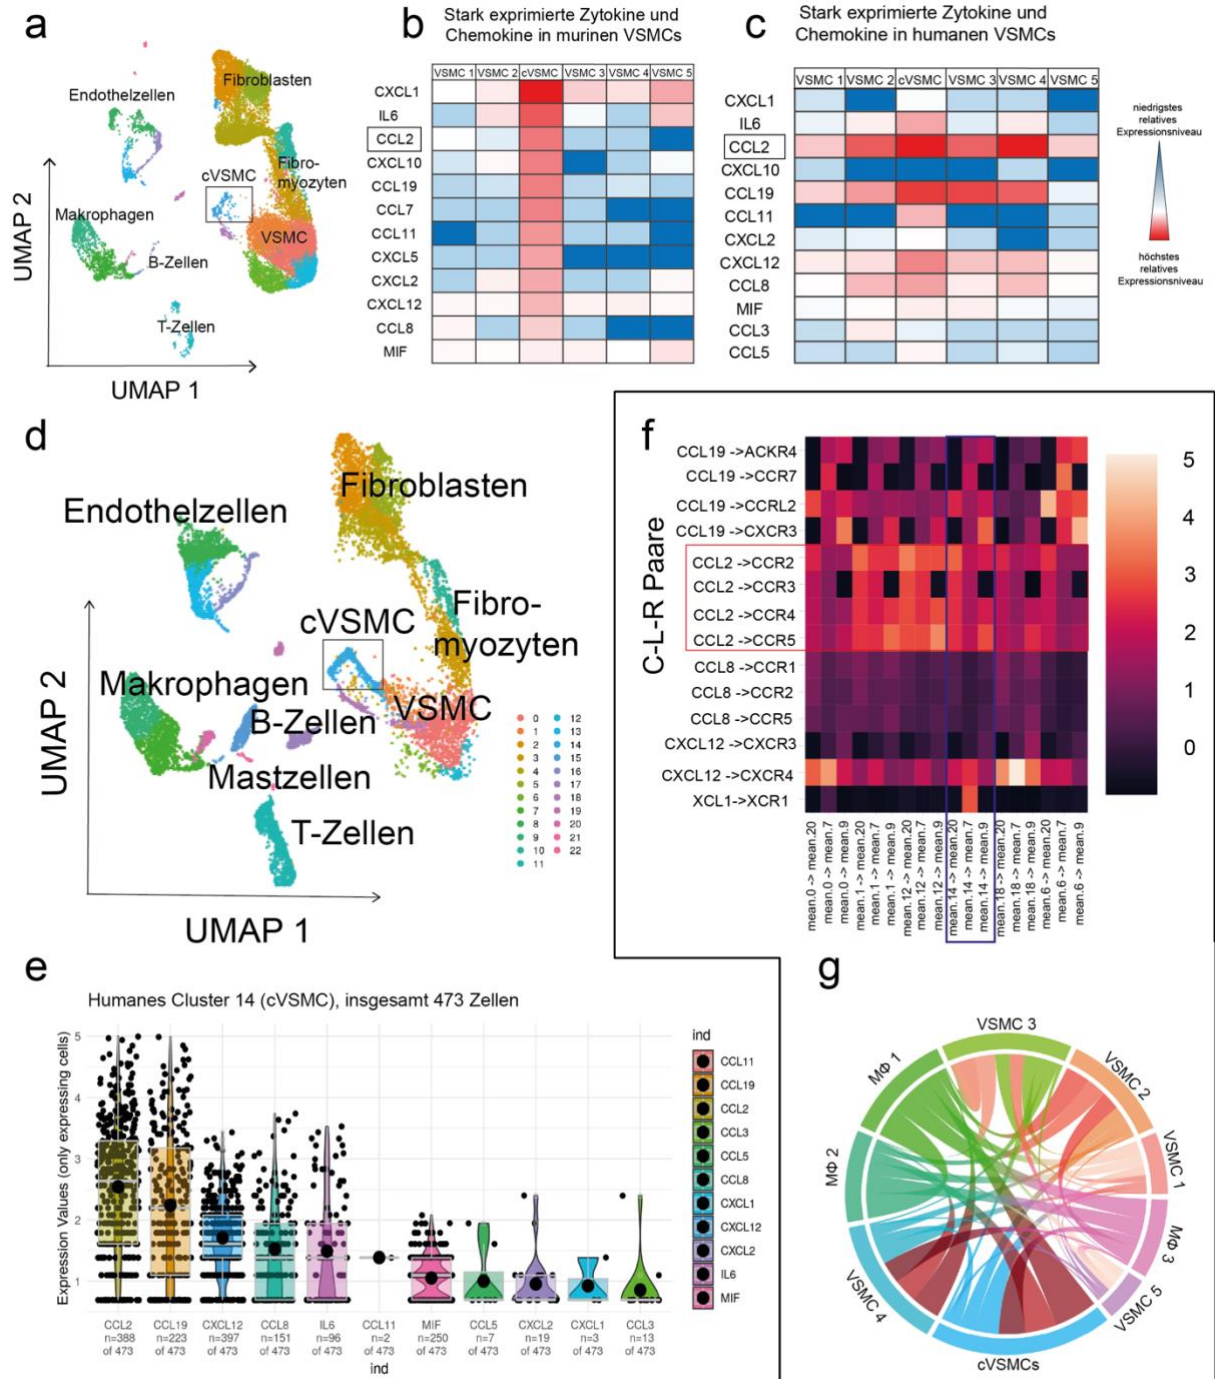 a
Endothelzellen
Fibroblasten
Fibro-
myozyten
cVSMC
Makrophagen
VSMC
B-Zellen
T-Zellen
UMAP 2
UMAP 1
b
Stark exprimierte Zytokine und
Chemokine in murinen VSMCs
VSMC 1 VSMC 2 cVSMC VSMC 3 VSMC 4 VSMC 5
CXCL1
IL6
CCL2
CXCL10
CCL19
CCL7
CCL11
CXCL5
CXCL2
CXCL12
CCL8
MIF
c
Stark exprimierte Zytokine und
Chemokine in humanen VSMCs
VSMC 1 VSMC 2 cVSMC VSMC 3 VSMC 4 VSMC 5
CXCL1
IL6
CCL2
CXCL10
CCL19
CCL11
CXCL2
CXCL12
CCL8
MIF
CCL3
CCL5
niedrigstes
relatives
Expressionsniveau
höchstes
relatives
Expressionsniveau
d
Fibroblasten
Endothelzellen
Fibro-
myozyten
cVSMC
Makrophagen
B-Zellen
VSMC
Mastzellen
T-Zellen
UMAP 2
UMAP 1
0 12
1 13
2 14
3 15
4 16
5 17
6 18
7 19
8 20
9 21
10 22
11
e
Humanes Cluster 14 (cVSMC), insgesamt 473 Zellen
Expression Values (only expressing cells)
5
4
3
2
1
CCL2 CCL19 CXCL12 CCL8 IL6 CCL11 MIF CCL5 CXCL2 CXCL1 CCL3
n=388 n=223 n=397 n=151 n=96 n=2 n=250 n=7 n=19 n=3 n=13
of 473 of 473 of 473 of 473 of 473 of 473 of 473 of 473 of 473 of 473 of 473
ind
ind
CCL11
CCL19
CCL2
CCL3
CCL5
CCL8
CXCL1
CXCL12
CXCL2
IL6
MIF
f
C-L-R Paare
CCL19 ->ACKR4
CCL19 ->CCR7
CCL19 ->CCRL2
CCL19 ->CXCR3
CCL2 ->CCR2
CCL2 ->CCR3
CCL2 ->CCR4
CCL2 ->CCR5
CCL8 ->CCR1
CCL8 ->CCR2
CCL8 ->CCR5
CXCL12 ->CXCR3
CXCL12 ->CXCR4
XCL1->XCR1
mean.0 -> mean.20
mean.0 -> mean.7
mean.0 -> mean.9
mean.1 -> mean.20
mean.1 -> mean.7
mean.1 -> mean.9
mean.12 -> mean.20
mean.12 -> mean.7
mean.12 -> mean.9
mean.14 -> mean.20
mean.14 -> mean.7
mean.14 -> mean.9
mean.18 -> mean.20
mean.18 -> mean.7
mean.18 -> mean.9
mean.6 -> mean.20
mean.6 -> mean.7
mean.6 -> mean.9
5
4
3
2
1
0
g
VSMC 3
VSMC 2
VSMC 1
MΦ 3
VSMC 5
cVSMCs
VSMC 4
MΦ 2
MΦ 1